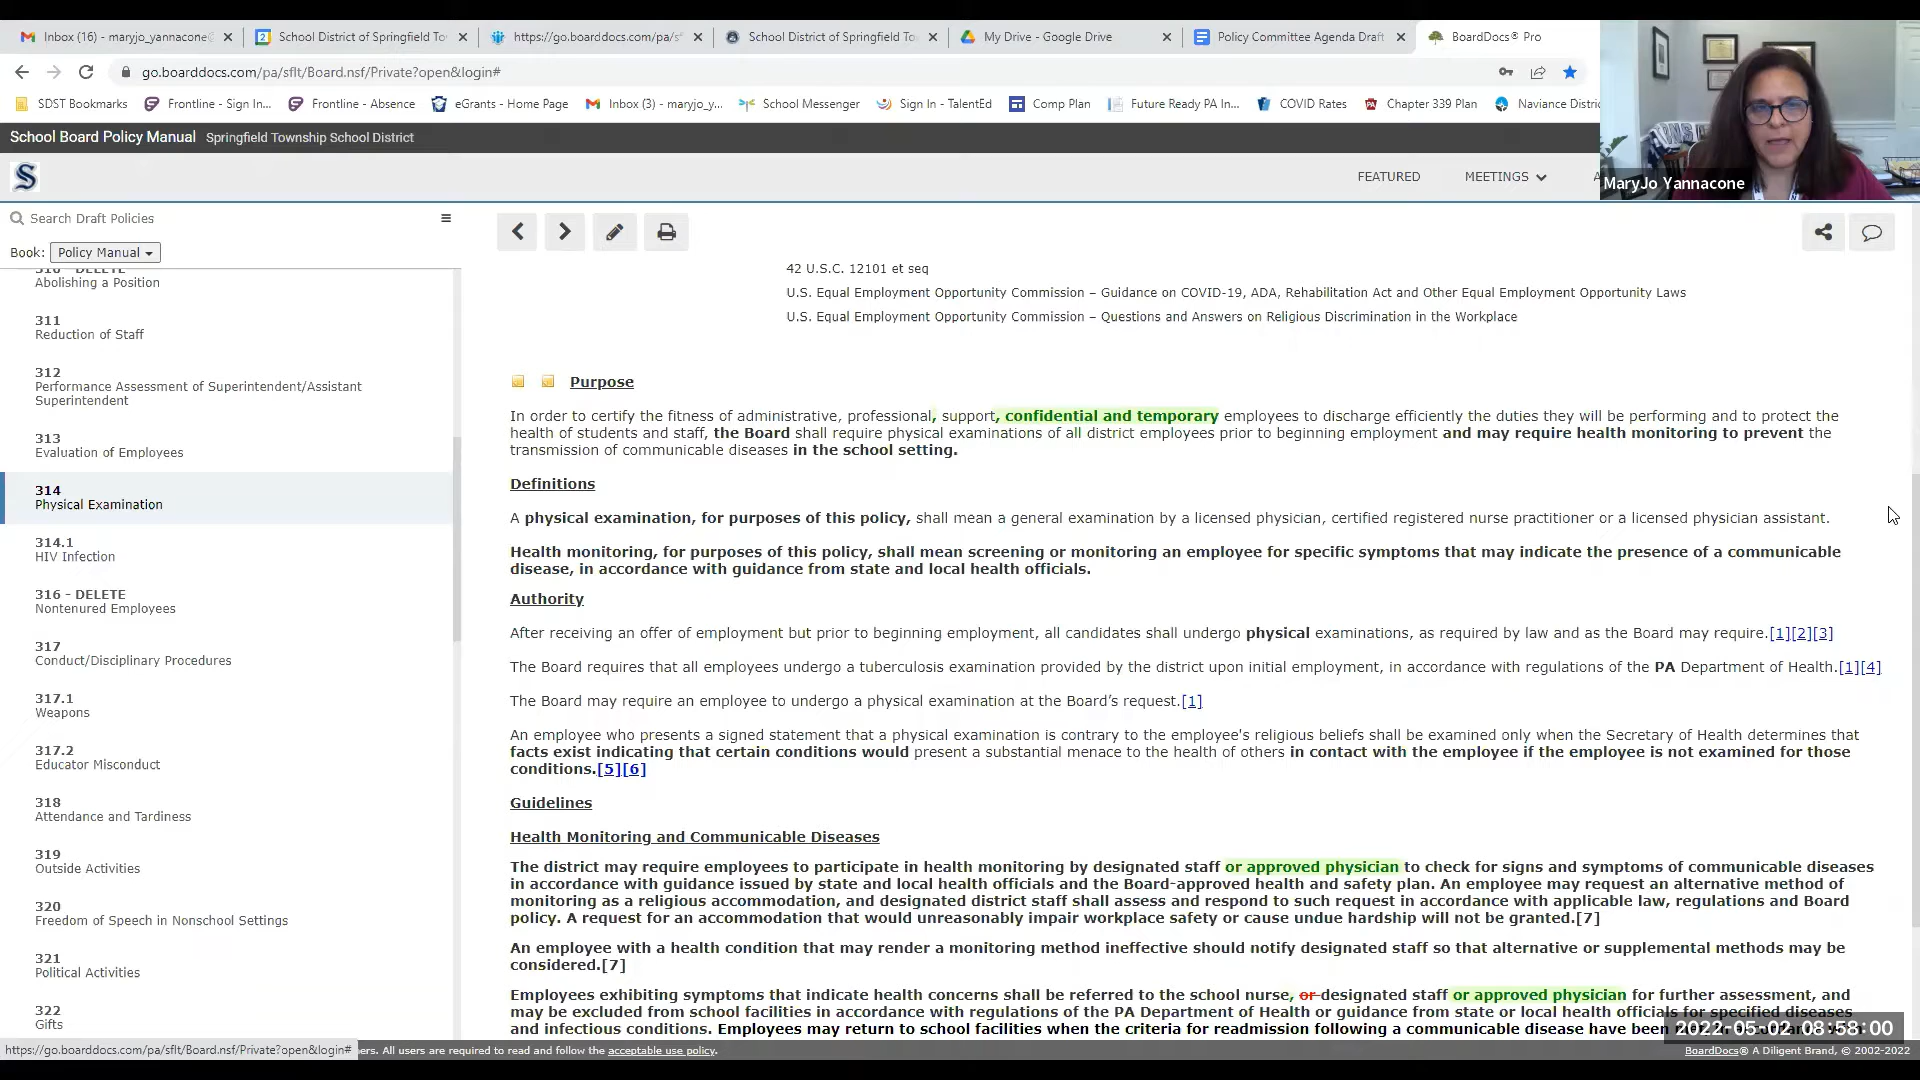 Inbox (16) - maryjo_yannacone@
School District of Springfield To
https://go.boarddocs.com/pa/s
School District of Springfield To
My Drive - Google Drive
Policy Committee Agenda Draft
BoardDocs® Pro
go.boarddocs.com/pa/sflt/Board.nsf/Private?open&login#
SDST Bookmarks
Frontline - Sign In...
Frontline - Absence
eGrants - Home Page
Inbox (3) - maryjo_y...
School Messenger
Sign In - TalentEd
Comp Plan
Future Ready PA In...
COVID Rates
Chapter 339 Plan
Naviance Distri
School Board Policy Manual Springfield Township School District
S
FEATURED
MEETINGS
MaryJo Yannacone
Search Draft Policies
Book: Policy Manual
310 - DELETE
Abolishing a Position
311
Reduction of Staff
312
Performance Assessment of Superintendent/Assistant
Superintendent
313
Evaluation of Employees
314
Physical Examination
314.1
HIV Infection
316 - DELETE
Nontenured Employees
317
Conduct/Disciplinary Procedures
317.1
Weapons
317.2
Educator Misconduct
318
Attendance and Tardiness
319
Outside Activities
320
Freedom of Speech in Nonschool Settings
321
Political Activities
322
Gifts
42 U.S.C. 12101 et seq
U.S. Equal Employment Opportunity Commission – Guidance on COVID-19, ADA, Rehabilitation Act and Other Equal Employment Opportunity Laws
U.S. Equal Employment Opportunity Commission – Questions and Answers on Religious Discrimination in the Workplace
Purpose
In order to certify the fitness of administrative, professional, support, confidential and temporary employees to discharge efficiently the duties they will be performing and to protect the
health of students and staff, the Board shall require physical examinations of all district employees prior to beginning employment and may require health monitoring to prevent the
transmission of communicable diseases in the school setting.
Definitions
A physical examination, for purposes of this policy, shall mean a general examination by a licensed physician, certified registered nurse practitioner or a licensed physician assistant.
Health monitoring, for purposes of this policy, shall mean screening or monitoring an employee for specific symptoms that may indicate the presence of a communicable
disease, in accordance with guidance from state and local health officials.
Authority
After receiving an offer of employment but prior to beginning employment, all candidates shall undergo physical examinations, as required by law and as the Board may require.[1][2][3]
The Board requires that all employees undergo a tuberculosis examination provided by the district upon initial employment, in accordance with regulations of the PA Department of Health.[1][4]
The Board may require an employee to undergo a physical examination at the Board's request.[1]
An employee who presents a signed statement that a physical examination is contrary to the employee's religious beliefs shall be examined only when the Secretary of Health determines that
facts exist indicating that certain conditions would present a substantial menace to the health of others in contact with the employee if the employee is not examined for those
conditions.[5][6]
Guidelines
Health Monitoring and Communicable Diseases
The district may require employees to participate in health monitoring by designated staff or approved physician to check for signs and symptoms of communicable diseases
in accordance with guidance issued by state and local health officials and the Board-approved health and safety plan. An employee may request an alternative method of
monitoring as a religious accommodation, and designated district staff shall assess and respond to such request in accordance with applicable law, regulations and Board
policy. A request for an accommodation that would unreasonably impair workplace safety or cause undue hardship will not be granted.[7]
An employee with a health condition that may render a monitoring method ineffective should notify designated staff so that alternative or supplemental methods may be
considered.[7]
Employees exhibiting symptoms that indicate health concerns shall be referred to the school nurse, or designated staff or approved physician for further assessment, and
may be excluded from school facilities in accordance with regulations of the PA Department of Health or guidance from state or local health officials for specified diseases
and infectious conditions. Employees may return to school facilities when the criteria for readmission following a communicable disease have been
2022-05-02 08:58:00
https://go.boarddocs.com/pa/sflt/Board.nsf/Private?open&login#
ers. All users are required to read and follow the acceptable use policy.
BoardDocs® A Diligent Brand, © 2002-2022